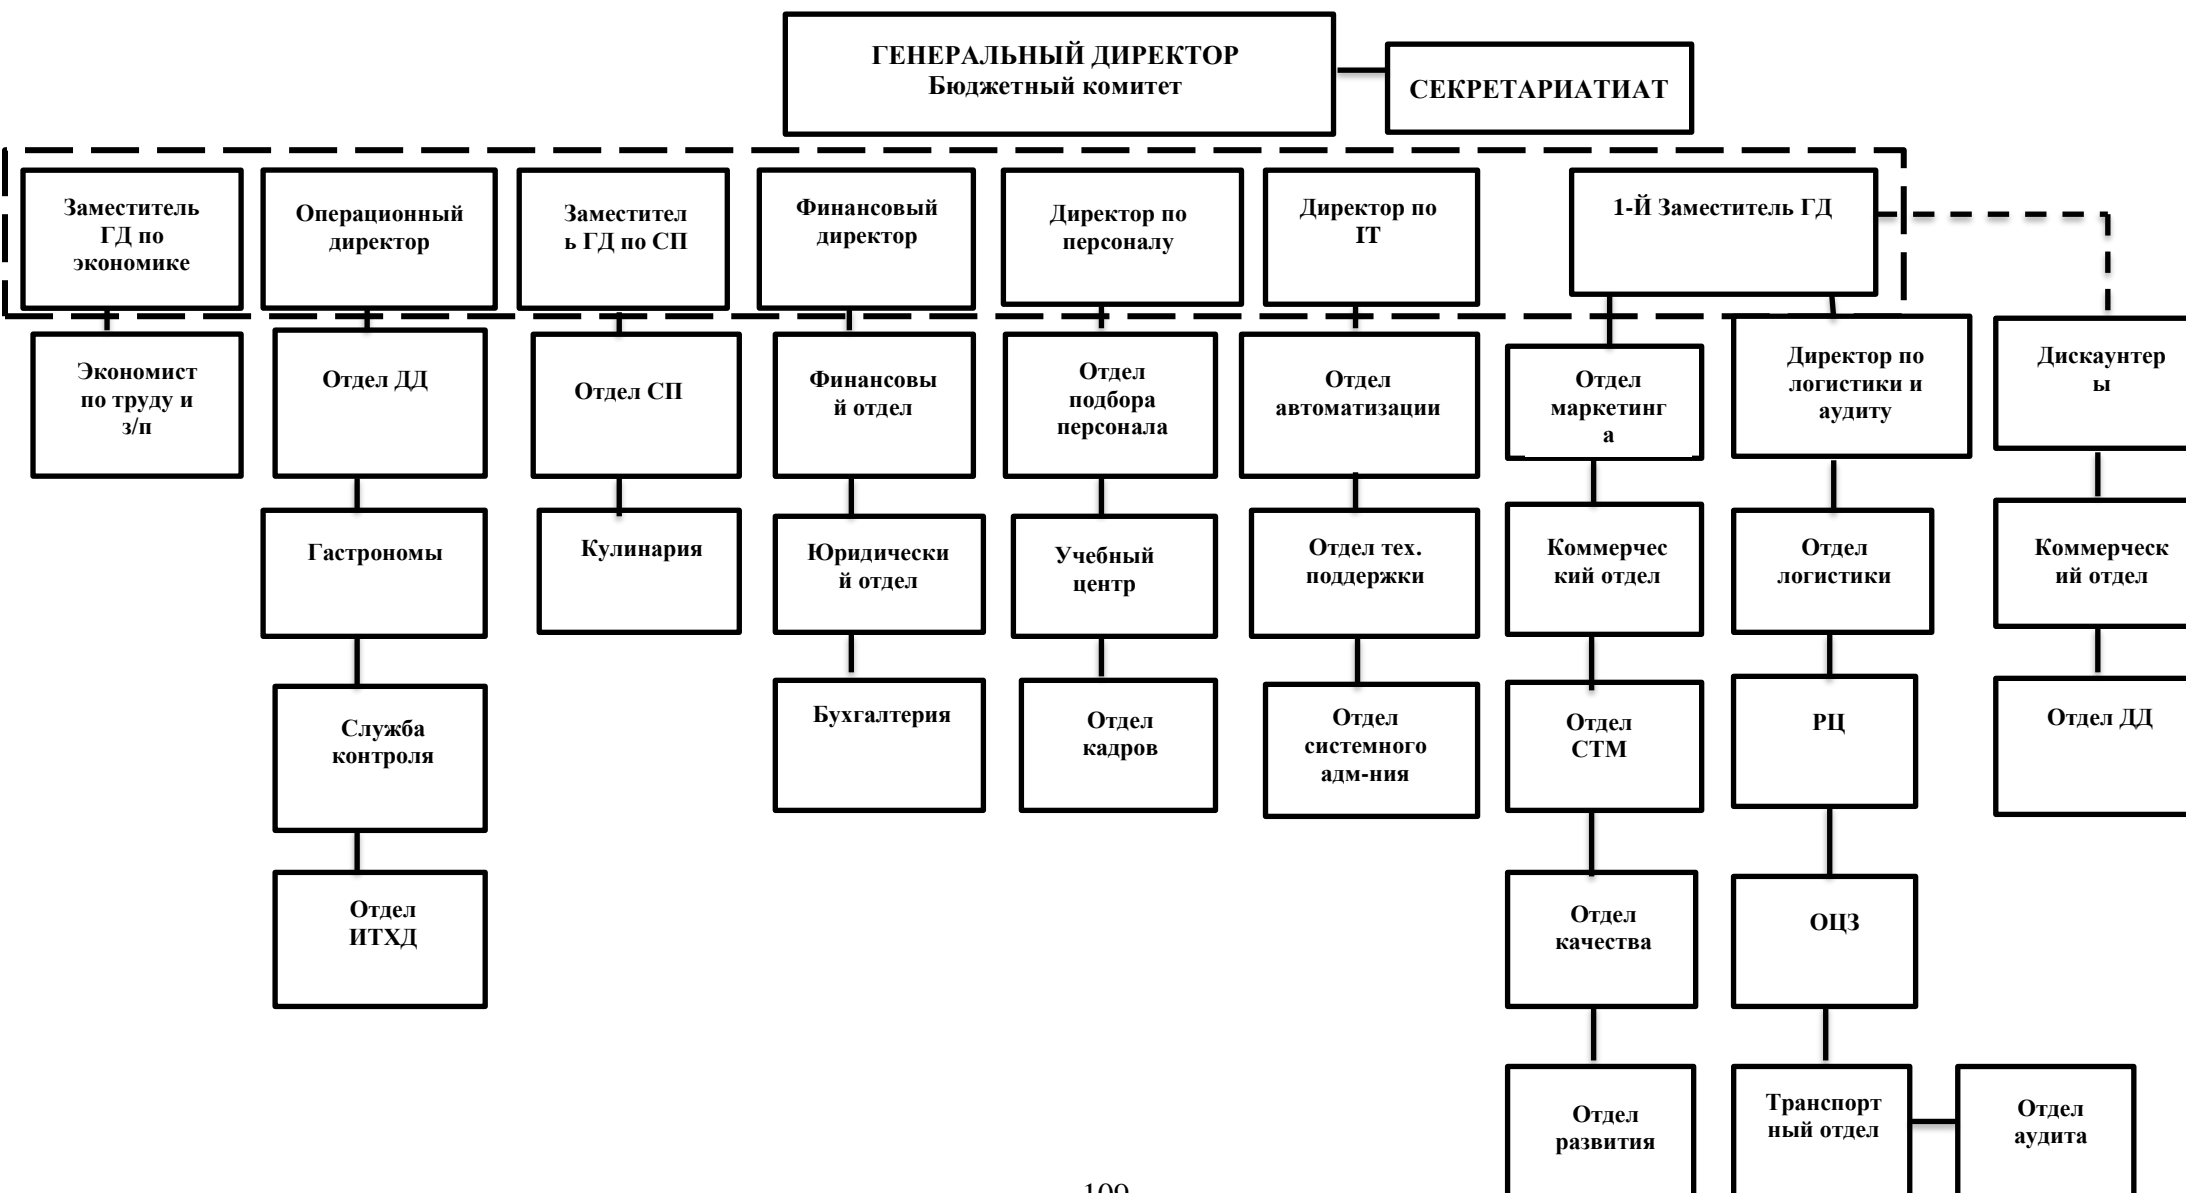 ГЕНЕРАЛЬНЫЙ ДИРЕКТОР
Бюджетный комитет
СЕКРЕТАРИАТИАТ
Заместитель
ГД по
экономике
Операционный
директор
Заместител
ь ГД по СП
Финансовый
директор
Директор по
персоналу
Директор по
IT
1-Й Заместитель ГД
Экономист
по труду и
з/п
Отдел ДД
Отдел СП
Финансовы
й отдел
Отдел
подбора
персонала
Отдел
автоматизации
Отдел
маркетинг
а
Директор по
логистики и
аудиту
Дискаунтер
ы
Гастрономы
Кулинария
Юридически
й отдел
Учебный
центр
Отдел тех.
поддержки
Коммерчес
кий отдел
Отдел
логистики
Коммерческ
ий отдел
Служба
контроля
Бухгалтерия
Отдел
кадров
Отдел
системного
адм-ния
Отдел
СТМ
РЦ
Отдел ДД
Отдел
ИТХД
Отдел
качества
ОЦЗ
Отдел
развития
Транспорт
ный отдел
Отдел
аудита
109